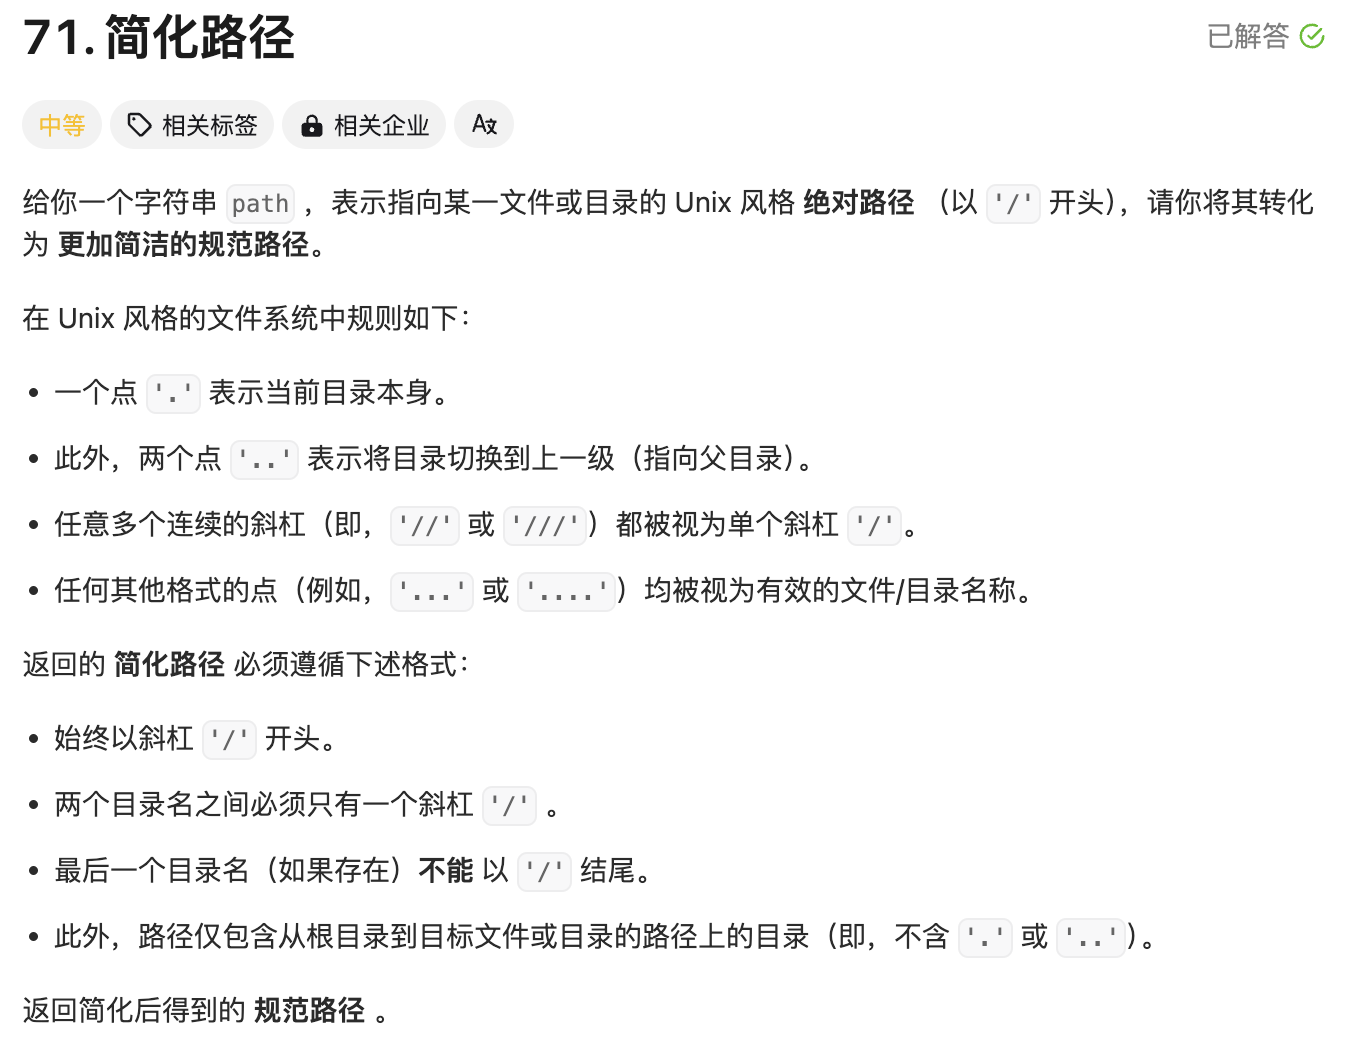 71. 简化路径
已解答
中等 相关标签 相关企业
给你一个字符串 path ，表示指向某一文件或目录的 Unix 风格 绝对路径 （以 '/' 开头），请你将其转化
为 更加简洁的规范路径。
在 Unix 风格的文件系统中规则如下：
• 一个点 '.' 表示当前目录本身。
• 此外，两个点 '..' 表示将目录切换到上一级（指向父目录）。
• 任意多个连续的斜杠（即，'//' 或 '///'）都被视为单个斜杠 '/'。
• 任何其他格式的点（例如，'...' 或 '....'）均被视为有效的文件/目录名称。
返回的 简化路径 必须遵循下述格式：
• 始终以斜杠 '/' 开头。
• 两个目录名之间必须只有一个斜杠 '/' 。
• 最后一个目录名（如果存在）不能 以 '/' 结尾。
• 此外，路径仅包含从根目录到目标文件或目录的路径上的目录（即，不含 '.' 或 '..'）。
返回简化后得到的 规范路径 。